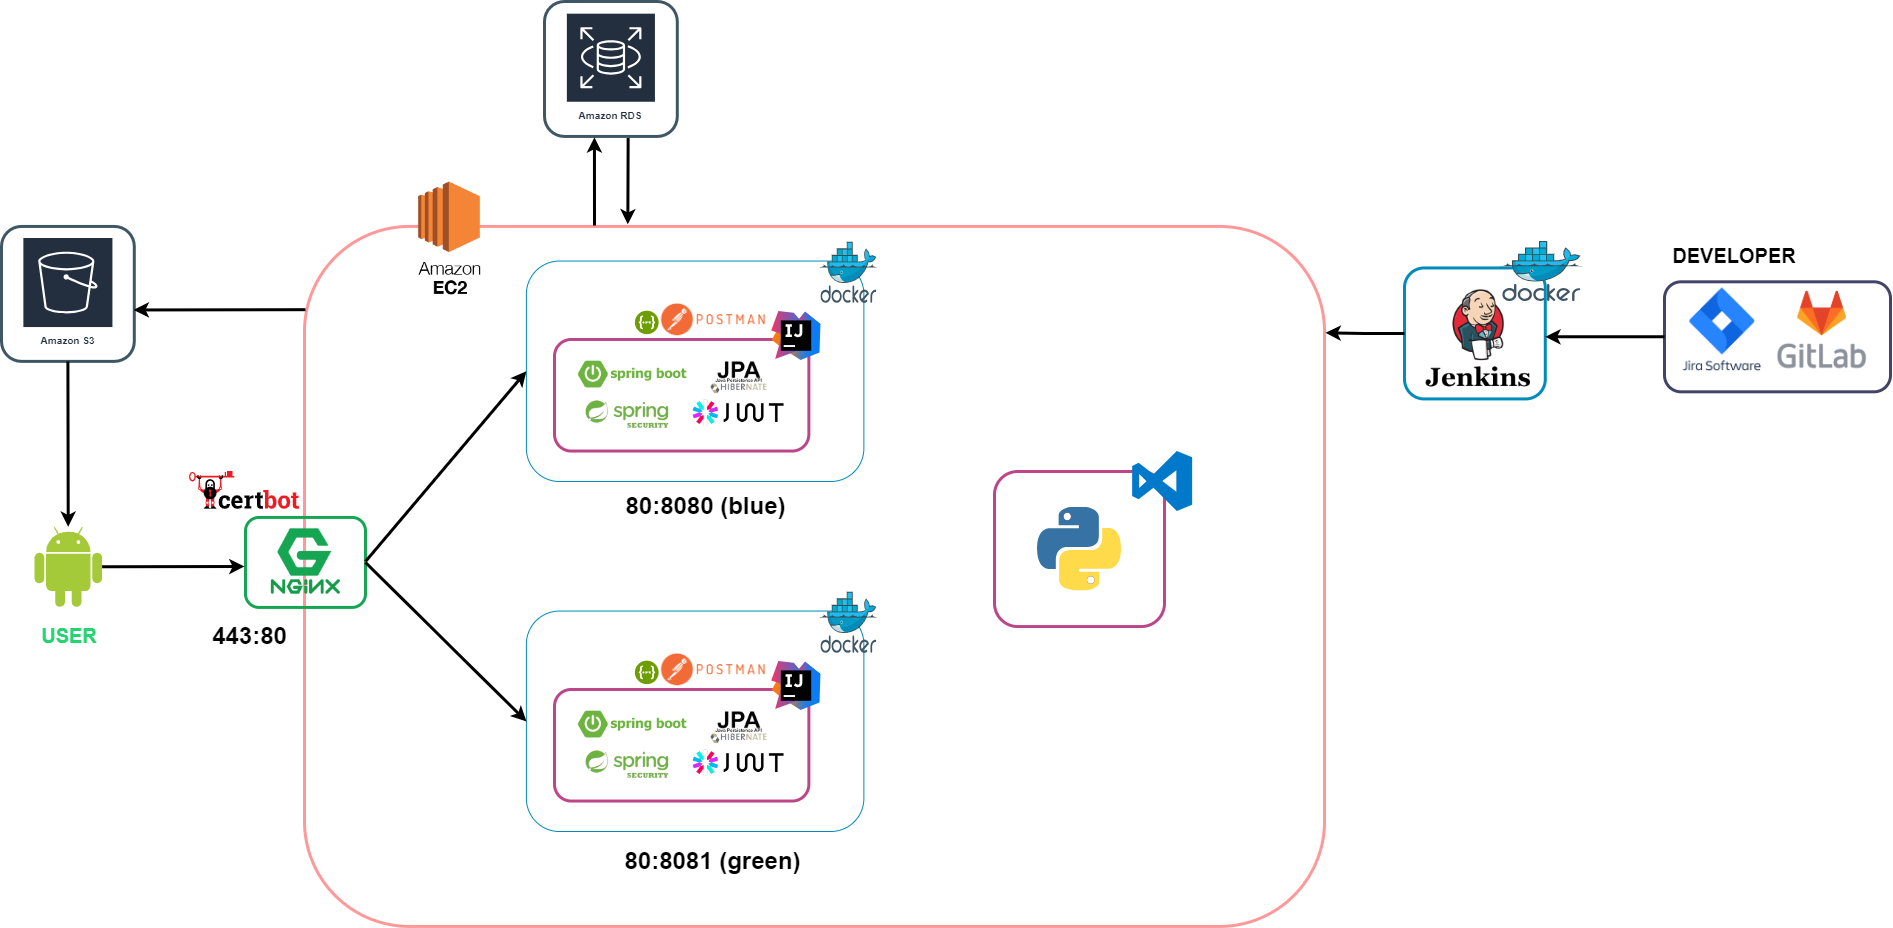 Amazon RDS
Amazon
EC2
Amazon S3
docker
POSTMAN
IJ
spring boot
JPA
Java Persistence API
HIBERNATE
spring
SECURITY
JWT
80:8080 (blue)
certbot
NGINX
443:80
USER
docker
POSTMAN
IJ
spring boot
JPA
Java Persistence API
HIBERNATE
spring
SECURITY
JWT
80:8081 (green)
docker
Jenkins
DEVELOPER
Jira Software
GitLab